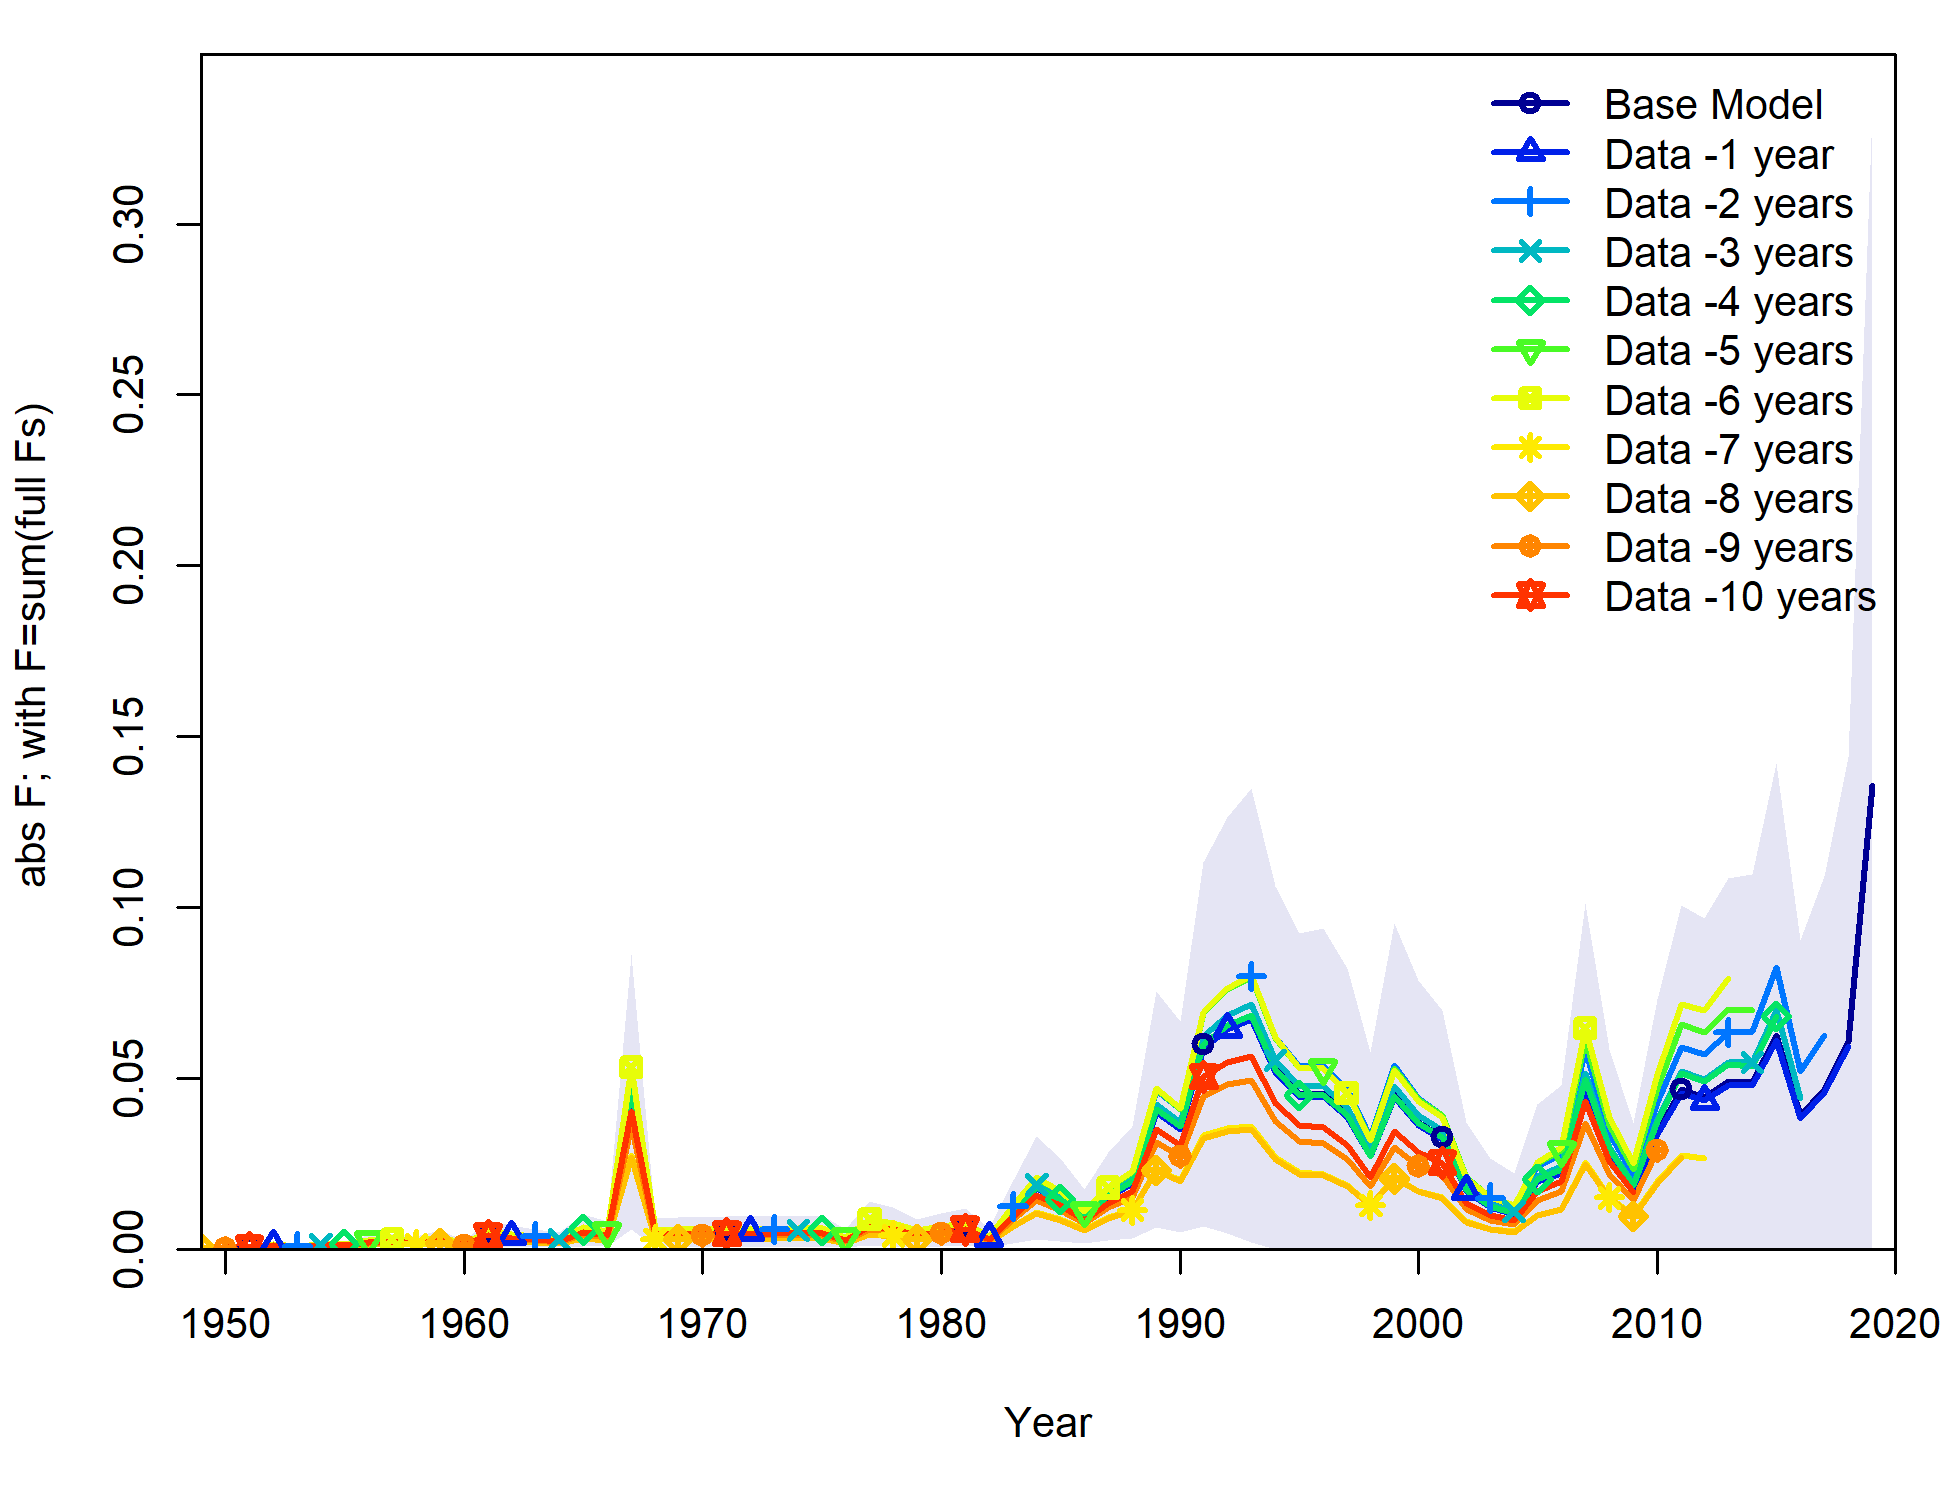 Base Model
Data -1 year
Data -2 years
Data -3 years
Data -4 years
Data -5 years
Data -6 years
Data -7 years
Data -8 years
Data -9 years
Data -10 years
abs F; with F=sum(full Fs)
0.30
0.25
0.20
0.15
0.10
0.05
0.00
1950 1960 1970 1980 1990 2000 2010 2020
Year